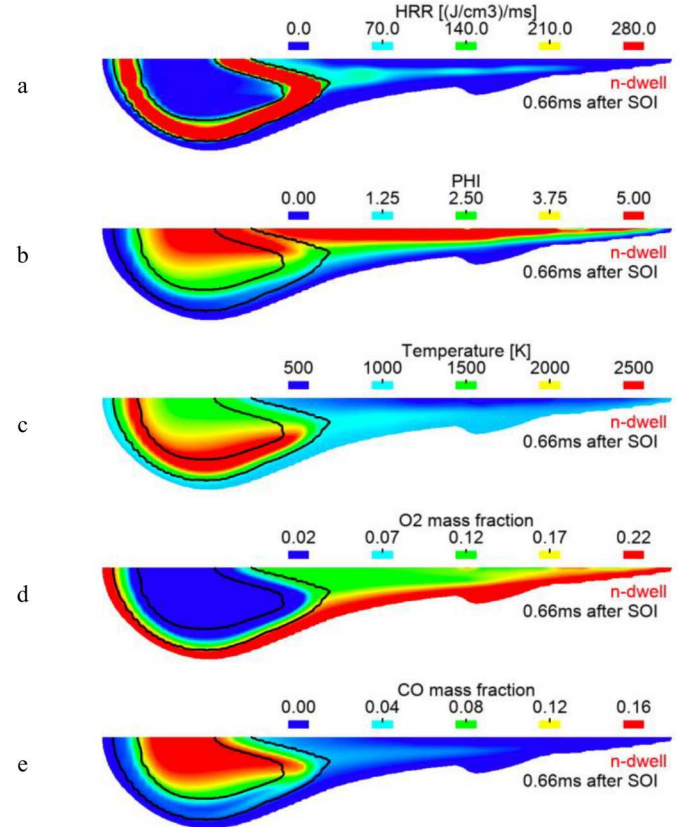 HRR [(J/cm3)/ms]
0.0 70.0 140.0 210.0 280.0
a
n-dwell
0.66ms after SOI
PHI
0.00 1.25 2.50 3.75 5.00
b
n-dwell
0.66ms after SOI
Temperature [K]
500 1000 1500 2000 2500
c
n-dwell
0.66ms after SOI
O2 mass fraction
0.02 0.07 0.12 0.17 0.22
d
n-dwell
0.66ms after SOI
CO mass fraction
0.00 0.04 0.08 0.12 0.16
e
n-dwell
0.66ms after SOI